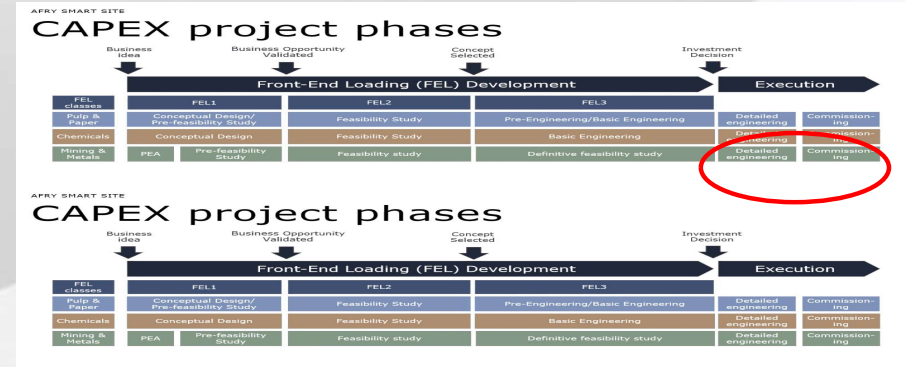 AFRY SMART SITE
CAPEX project phases
Business
idea
Business Opportunity
Validated
Concept
Selected
Investment
Decision
Front-End Loading (FEL) Development
Execution
FEL
classes
FEL1
FEL2
FEL3
Pulp &
Paper
Conceptual Design/
Pre-feasibility Study
Feasibility Study
Pre-Engineering/Basic Engineering
Detailed
engineering
Commission-
ing
Chemicals
Conceptual Design
Feasibility Study
Basic Engineering
Detailed
engineering
Commission-
ing
Mining &
Metals
PEA
Pre-feasibility
Study
Feasibility study
Definitive feasibility study
Detailed
engineering
Commission-
ing
AFRY SMART SITE
CAPEX project phases
Business
idea
Business Opportunity
Validated
Concept
Selected
Investment
Decision
Front-End Loading (FEL) Development
Execution
FEL
classes
FEL1
FEL2
FEL3
Pulp &
Paper
Conceptual Design/
Pre-feasibility Study
Feasibility Study
Pre-Engineering/Basic Engineering
Detailed
engineering
Commission-
ing
Chemicals
Conceptual Design
Feasibility Study
Basic Engineering
Detailed
engineering
Commission-
ing
Mining &
Metals
PEA
Pre-feasibility
Study
Feasibility study
Definitive feasibility study
Detailed
engineering
Commission-
ing